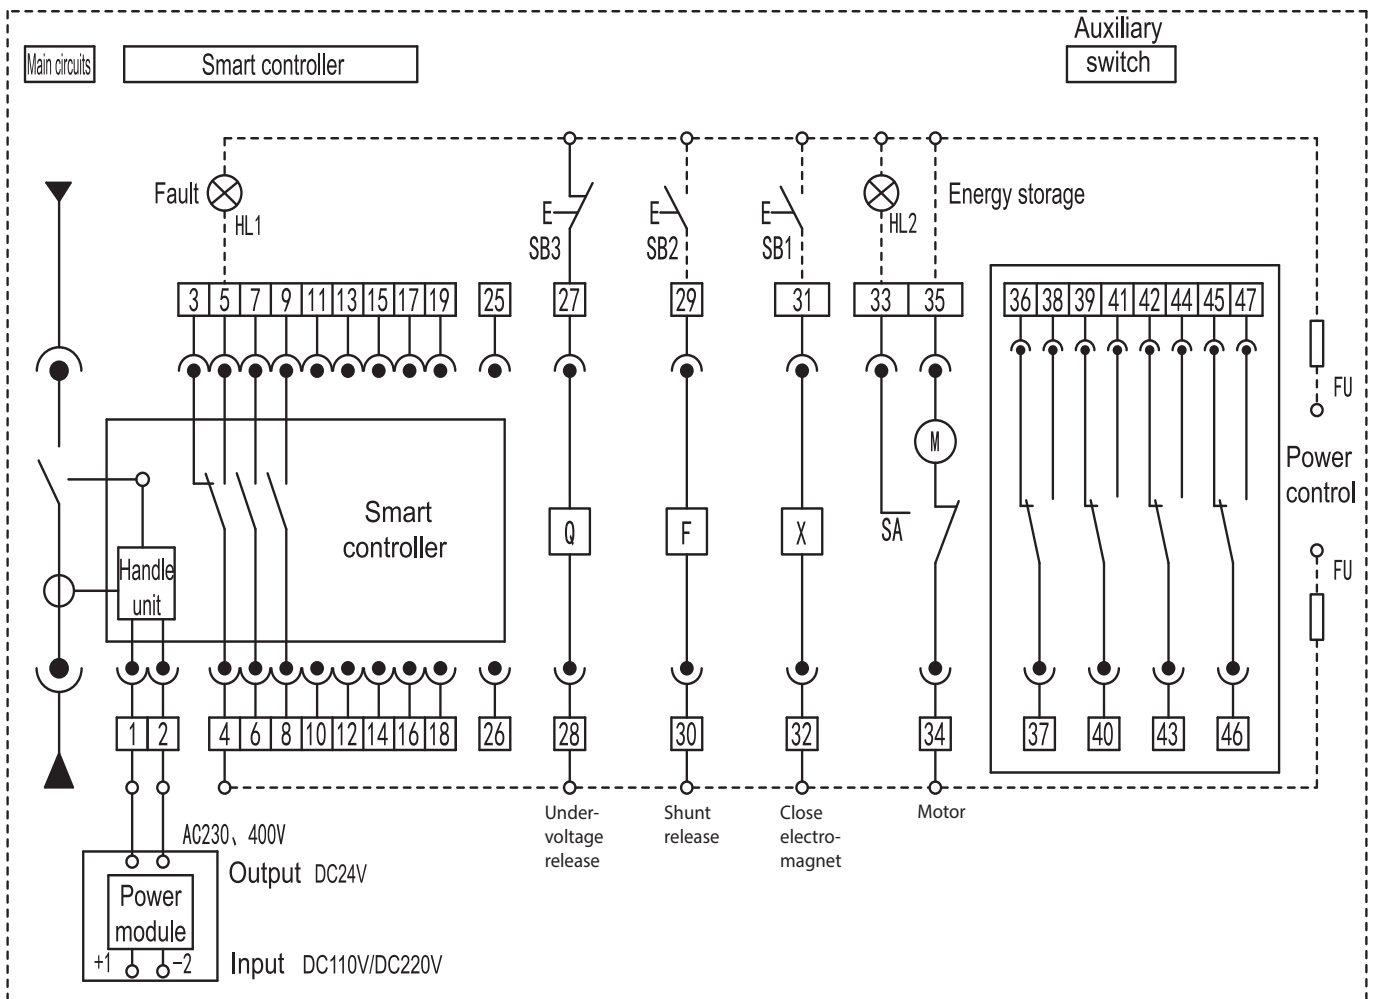 Auxiliary
Main circuits
Smart controller
switch
Fault
HL1
E
SB3
E
SB2
E
SB1
HL2
Energy storage
3 5 7 9 11 13 15 17 19
25
27
29
31
33 35
36 38 39 41 42 44 45 47
FU
M
Power
control
Smart
controller
Q
F
X
SA
Handle
unit
FU
1 2
4 6 8 10 12 14 16 18
26
28
30
32
34
37
40
43
46
Under-
voltage
release
Shunt
release
Close
electro-
magnet
Motor
AC230、400V
Output DC24V
Power
module
+1
-2
Input DC110V/DC220V